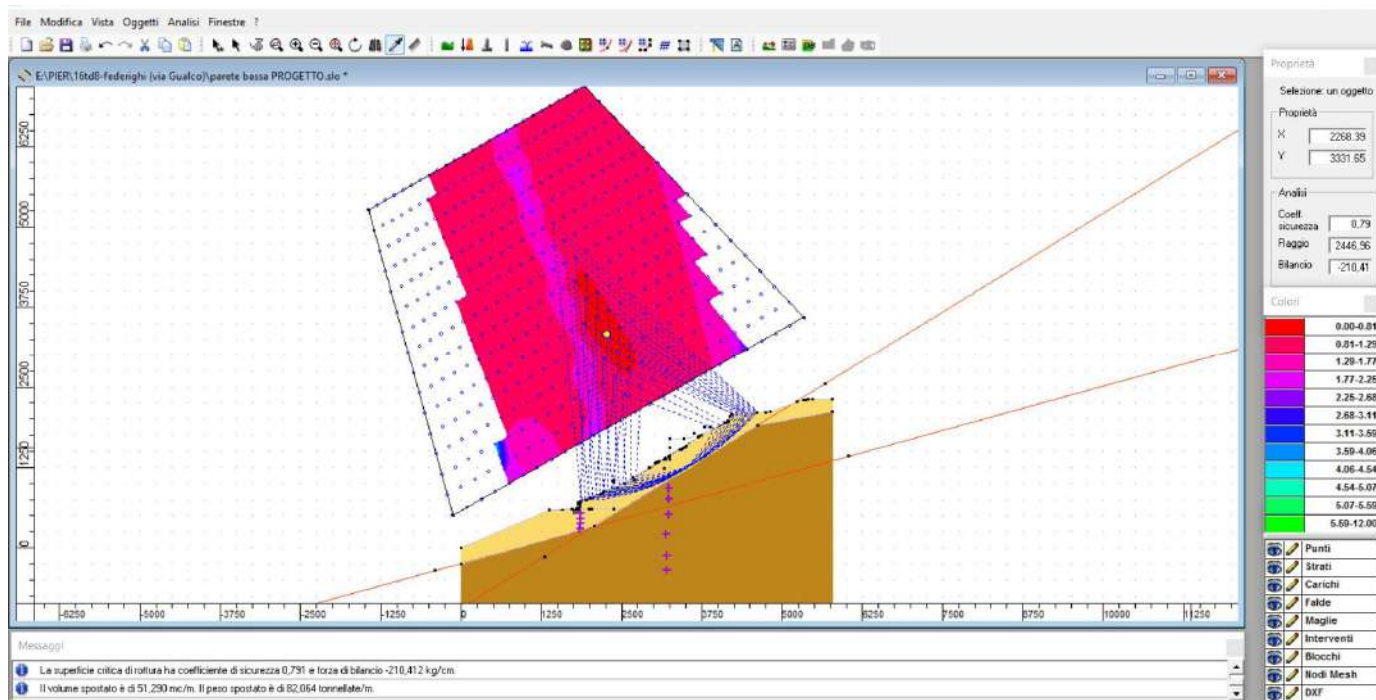 File Modifica Vista Oggetti Analisi Finestre ?
E:\PIER\16td8-federighi (via Gualco)\parete bassa PROGETTO.slo *
Proprietà
Selezione: un oggetto
Proprietà
X 2268.39
Y 3331.65
Analisi
Coeff. sicurezza 0,79
Raggio 2446,96
Bilancio -210,41
Colori
0.00-0.81
0.81-1.29
1.29-1.77
1.77-2.25
2.25-2.68
2.68-3.11
3.11-3.59
3.59-4.06
4.06-4.54
4.54-5.07
5.07-5.59
5.59-12.00
Punti
Strati
Carichi
Falde
Maglie
Interventi
Blocchi
Nodi Mesh
DXF
6250
5000
3750
2500
1250
0
-6250 -5000 -3750 -2500 -1250 0 1250 2500 3750 5000 6250 7500 8750 10000 11250
Messaggi
La superficie critica di rottura ha coefficiente di sicurezza 0,791 e forza di bilancio -210,412 kg/cm.
Il volume spostato è di 51,290 mc/m. Il peso spostato è di 82,064 tonnellate/m.